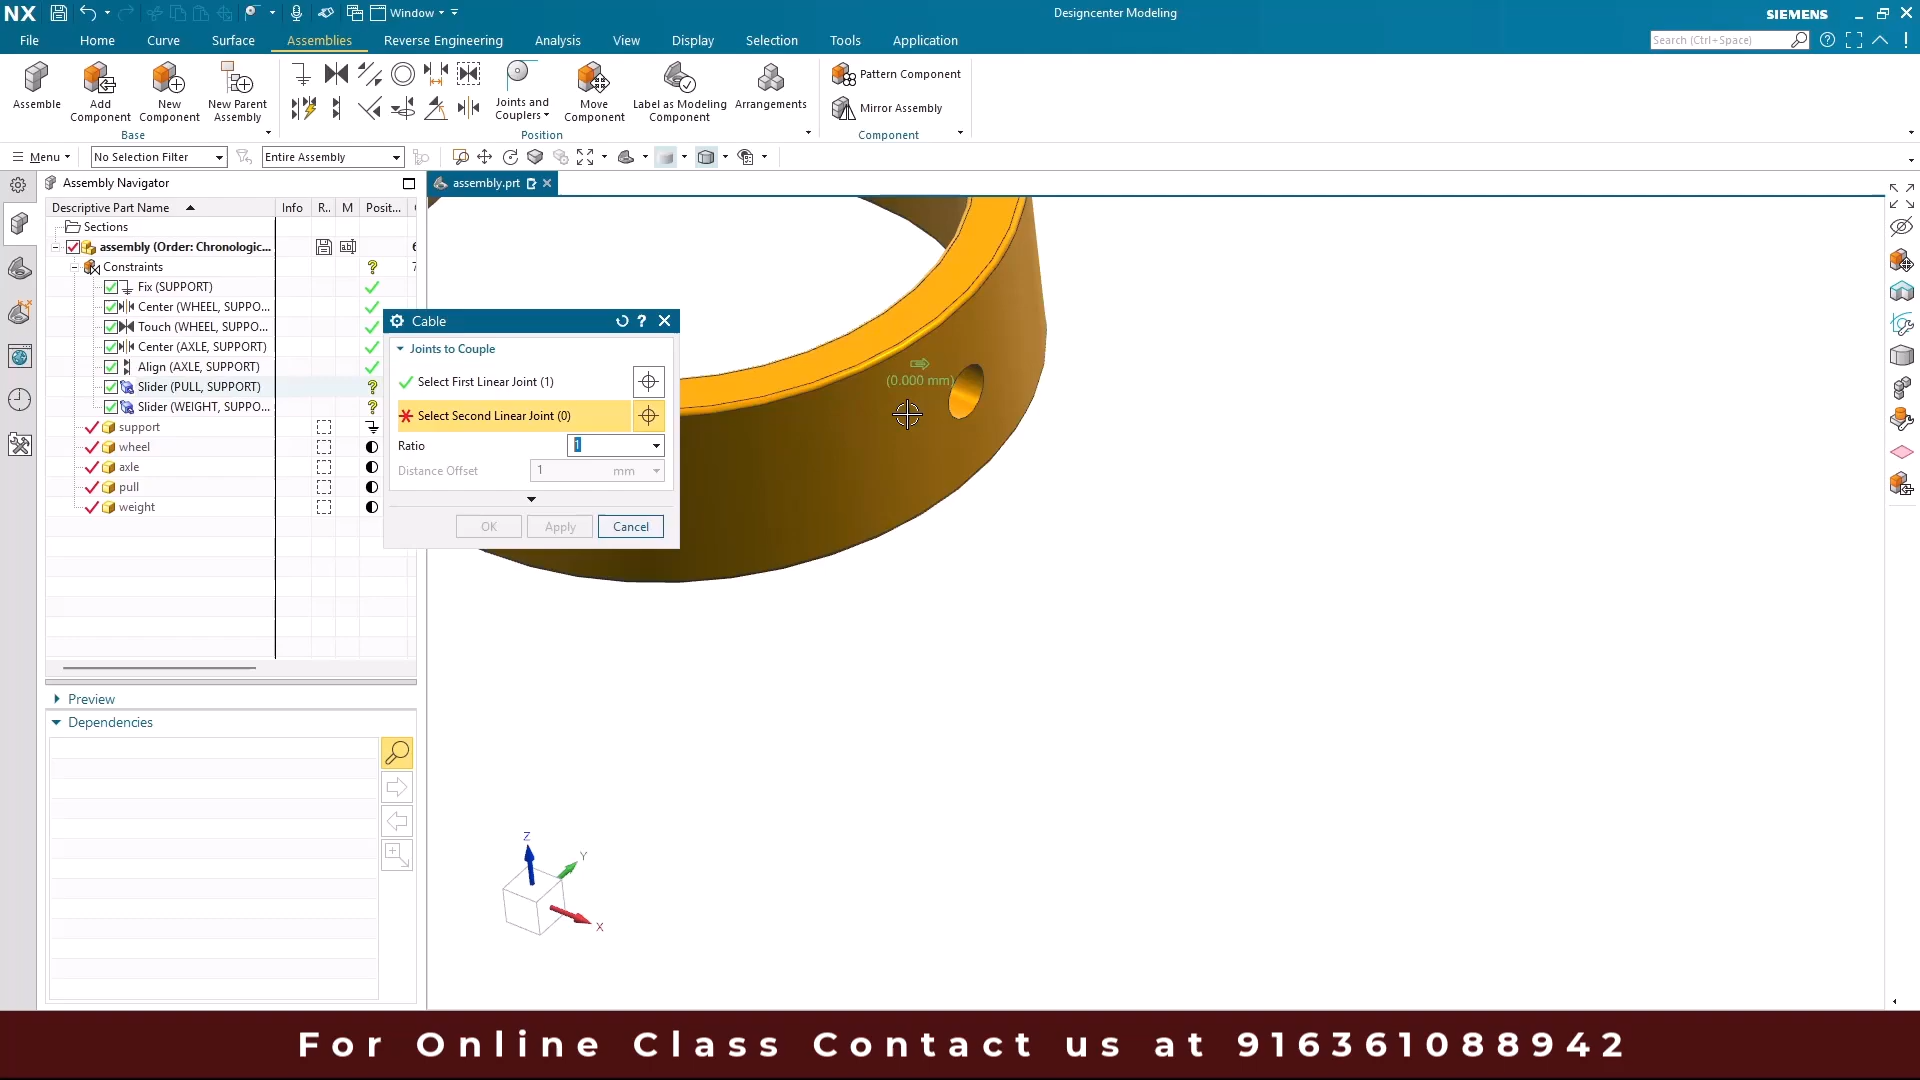 NX Window Designcenter Modeling SIEMENS
File Home Curve Surface Assemblies Reverse Engineering Analysis View Display Selection Tools Application Search (Ctrl+Space)
Assemble Add Component New Component New Parent Assembly Joints and Couplers Move Component Label as Modeling Component Arrangements Pattern Component
Mirror Assembly
Base Position Component
Menu No Selection Filter Entire Assembly
Assembly Navigator assembly.prt
Descriptive Part Name Info R.. M Posit...
Sections
assembly (Order: Chronologic...
Constraints
Fix (SUPPORT)
Center (WHEEL, SUPPO...
Touch (WHEEL, SUPPO...
Center (AXLE, SUPPORT)
Align (AXLE, SUPPORT)
Slider (PULL, SUPPORT)
Slider (WEIGHT, SUPPO...
support
wheel
axle
pull
weight
Cable
Joints to Couple
Select First Linear Joint (1)
Select Second Linear Joint (0)
Ratio 1
Distance Offset 1 mm
OK Apply Cancel
(0.000 mm)
Preview
Dependencies
Z
Y
X
For Online Class Contact us at 916361088942